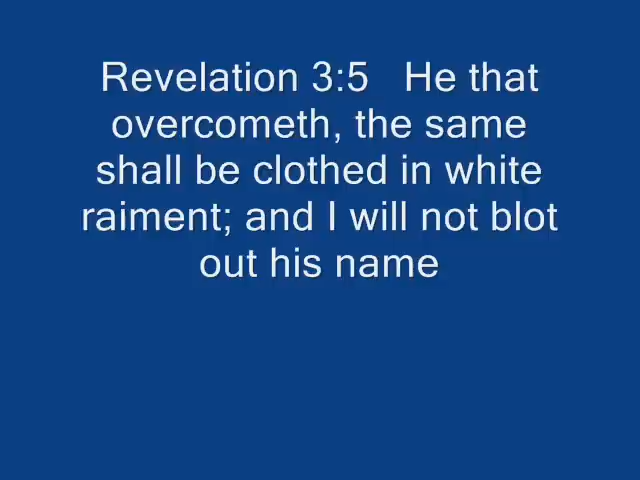 Revelation 3:5   He that
overcometh, the same
shall be clothed in white
raiment; and I will not blot
out his name